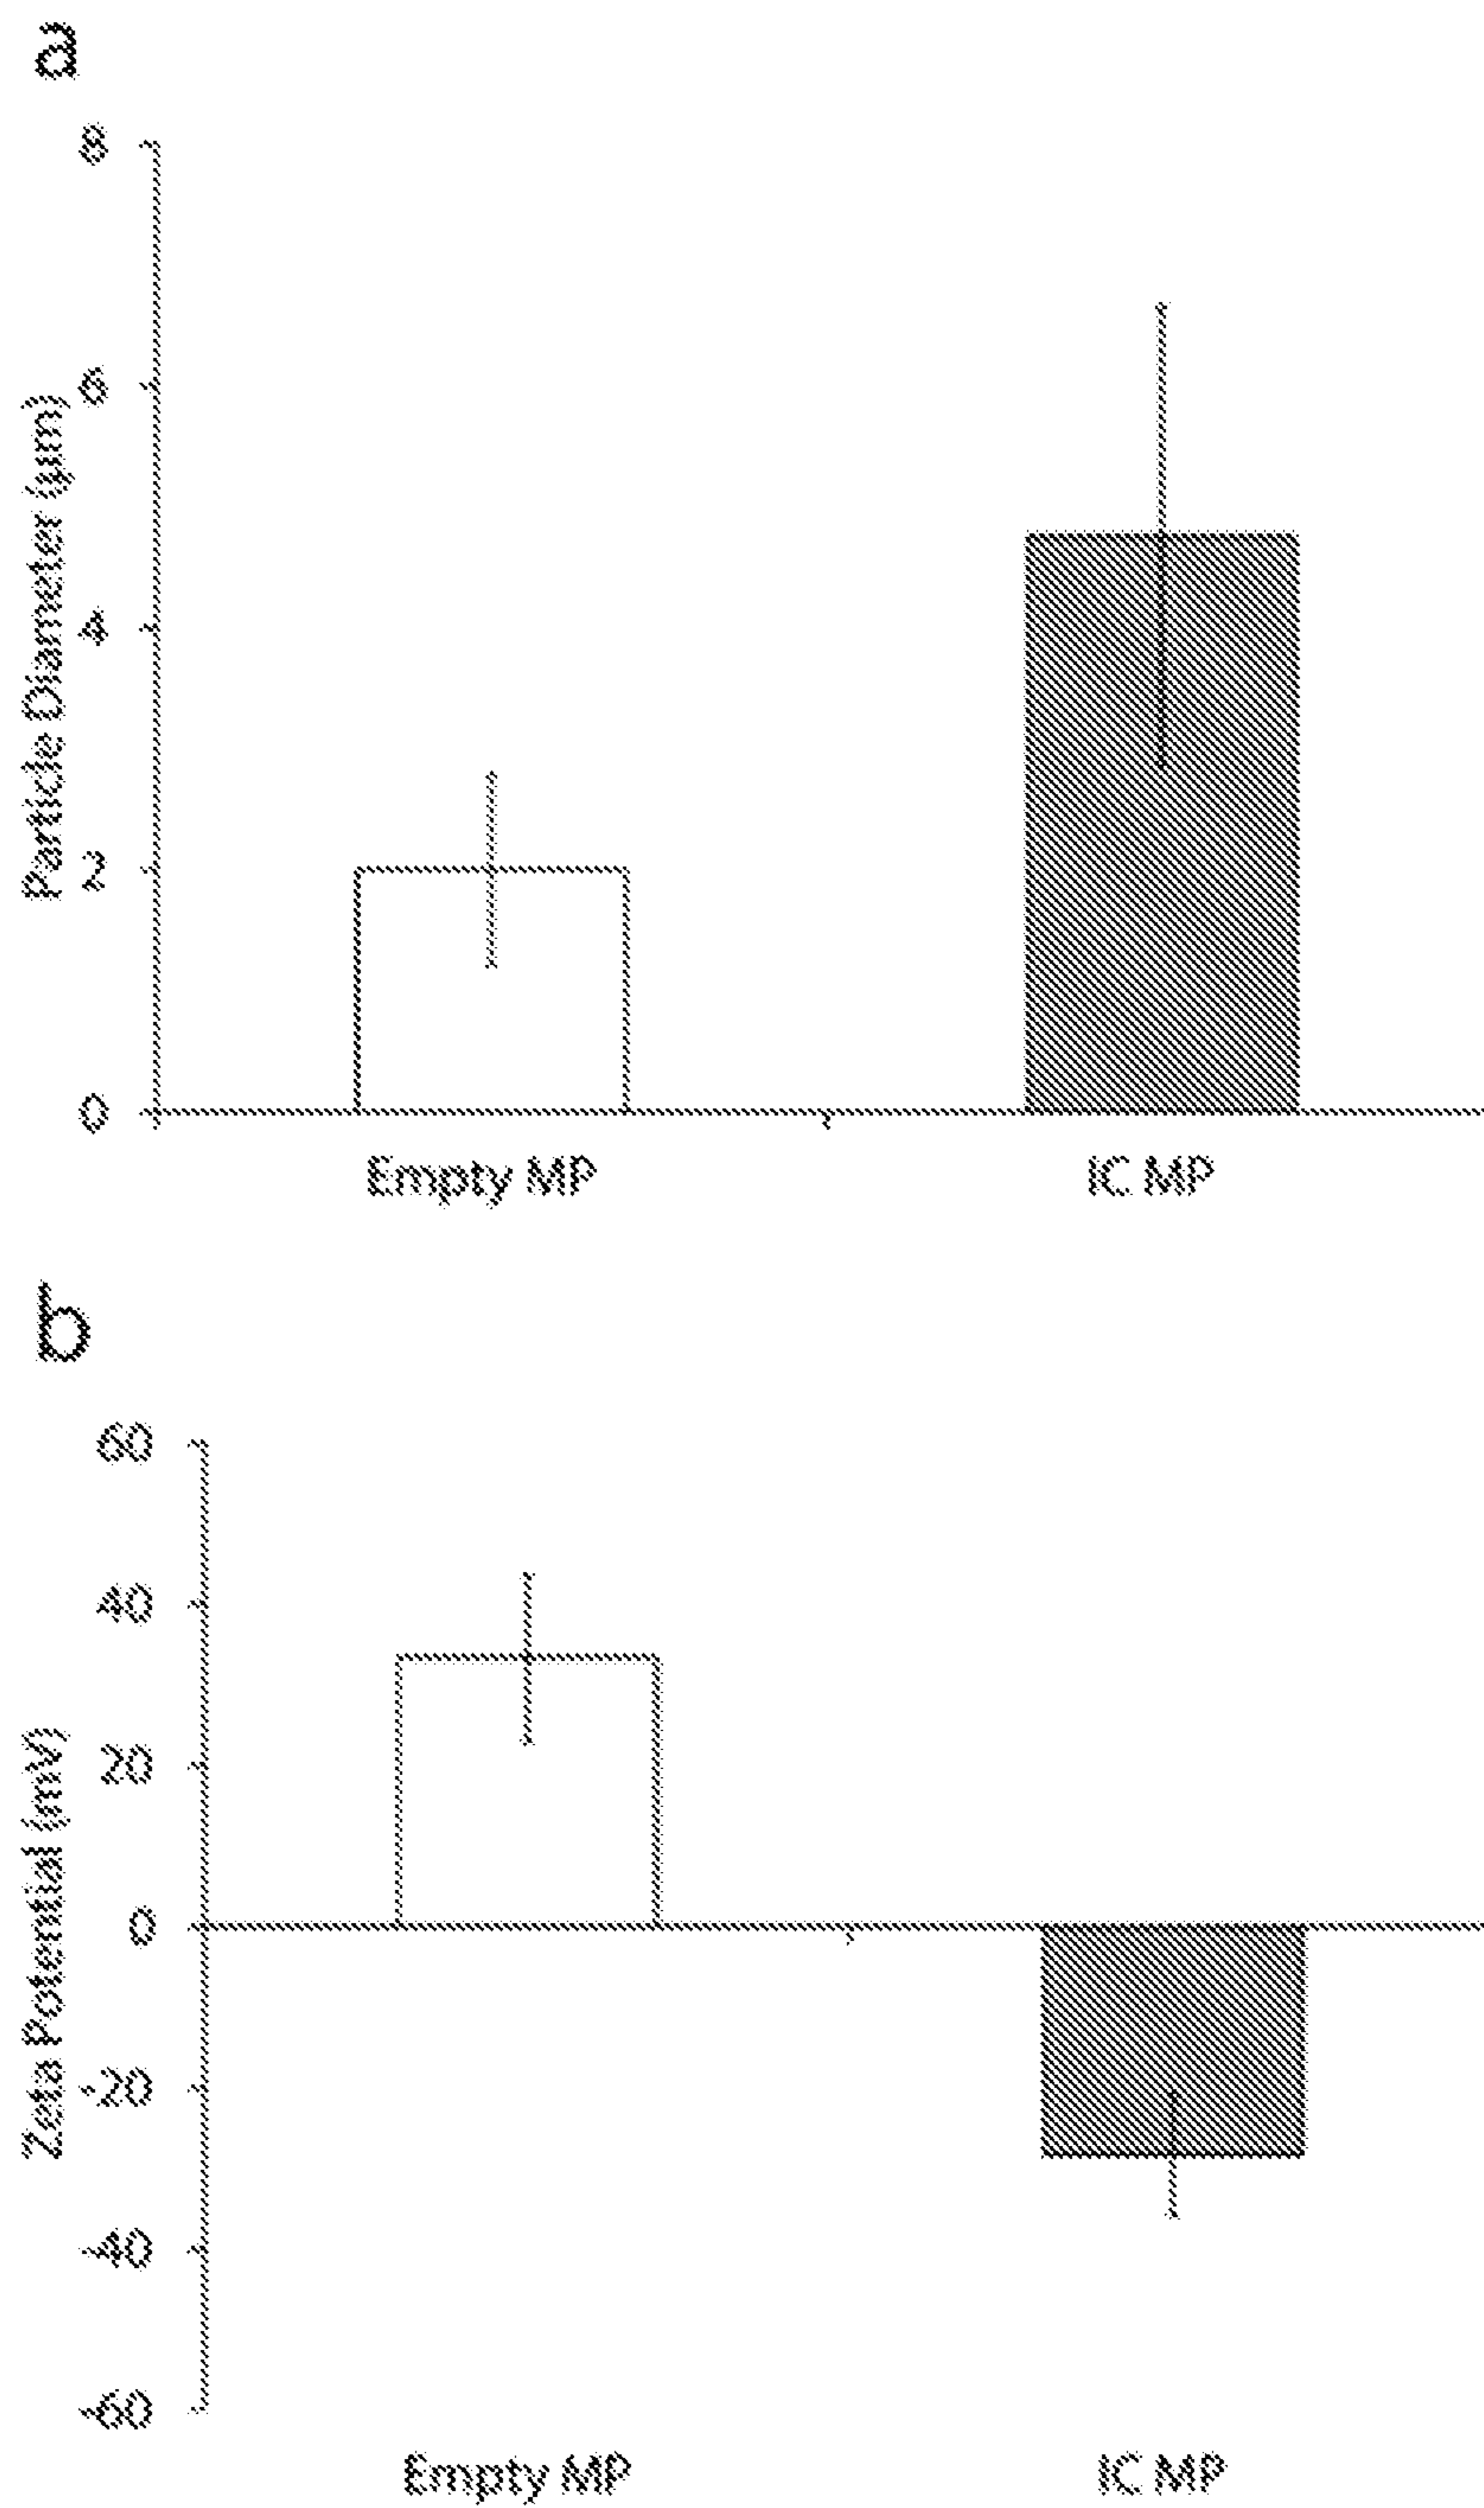 a
8
6
4
2
0
Particle Diameter (μm)
Empty MP
IC MP
b
60
40
20
0
-20
-40
-60
Zeta Potential (mV)
Empty MP
IC MP